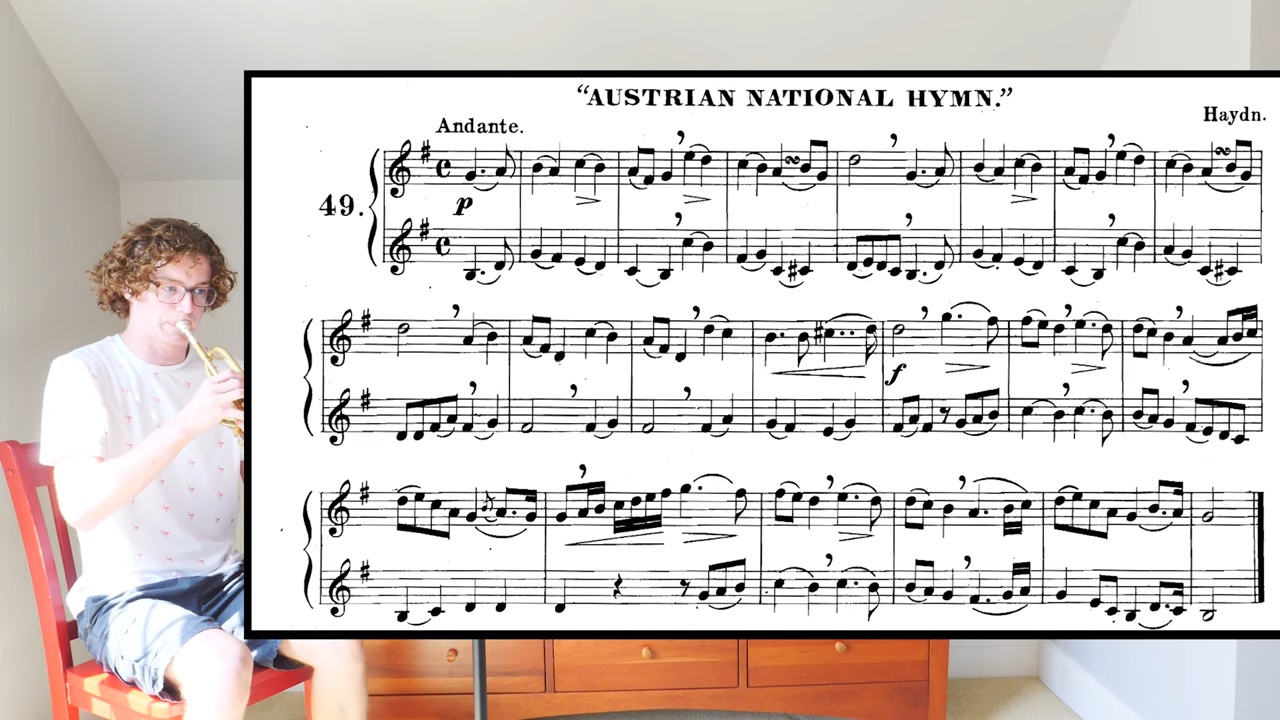 “AUSTRIAN NATIONAL HYMN.”
Haydn.
Andante.
49.
p
f